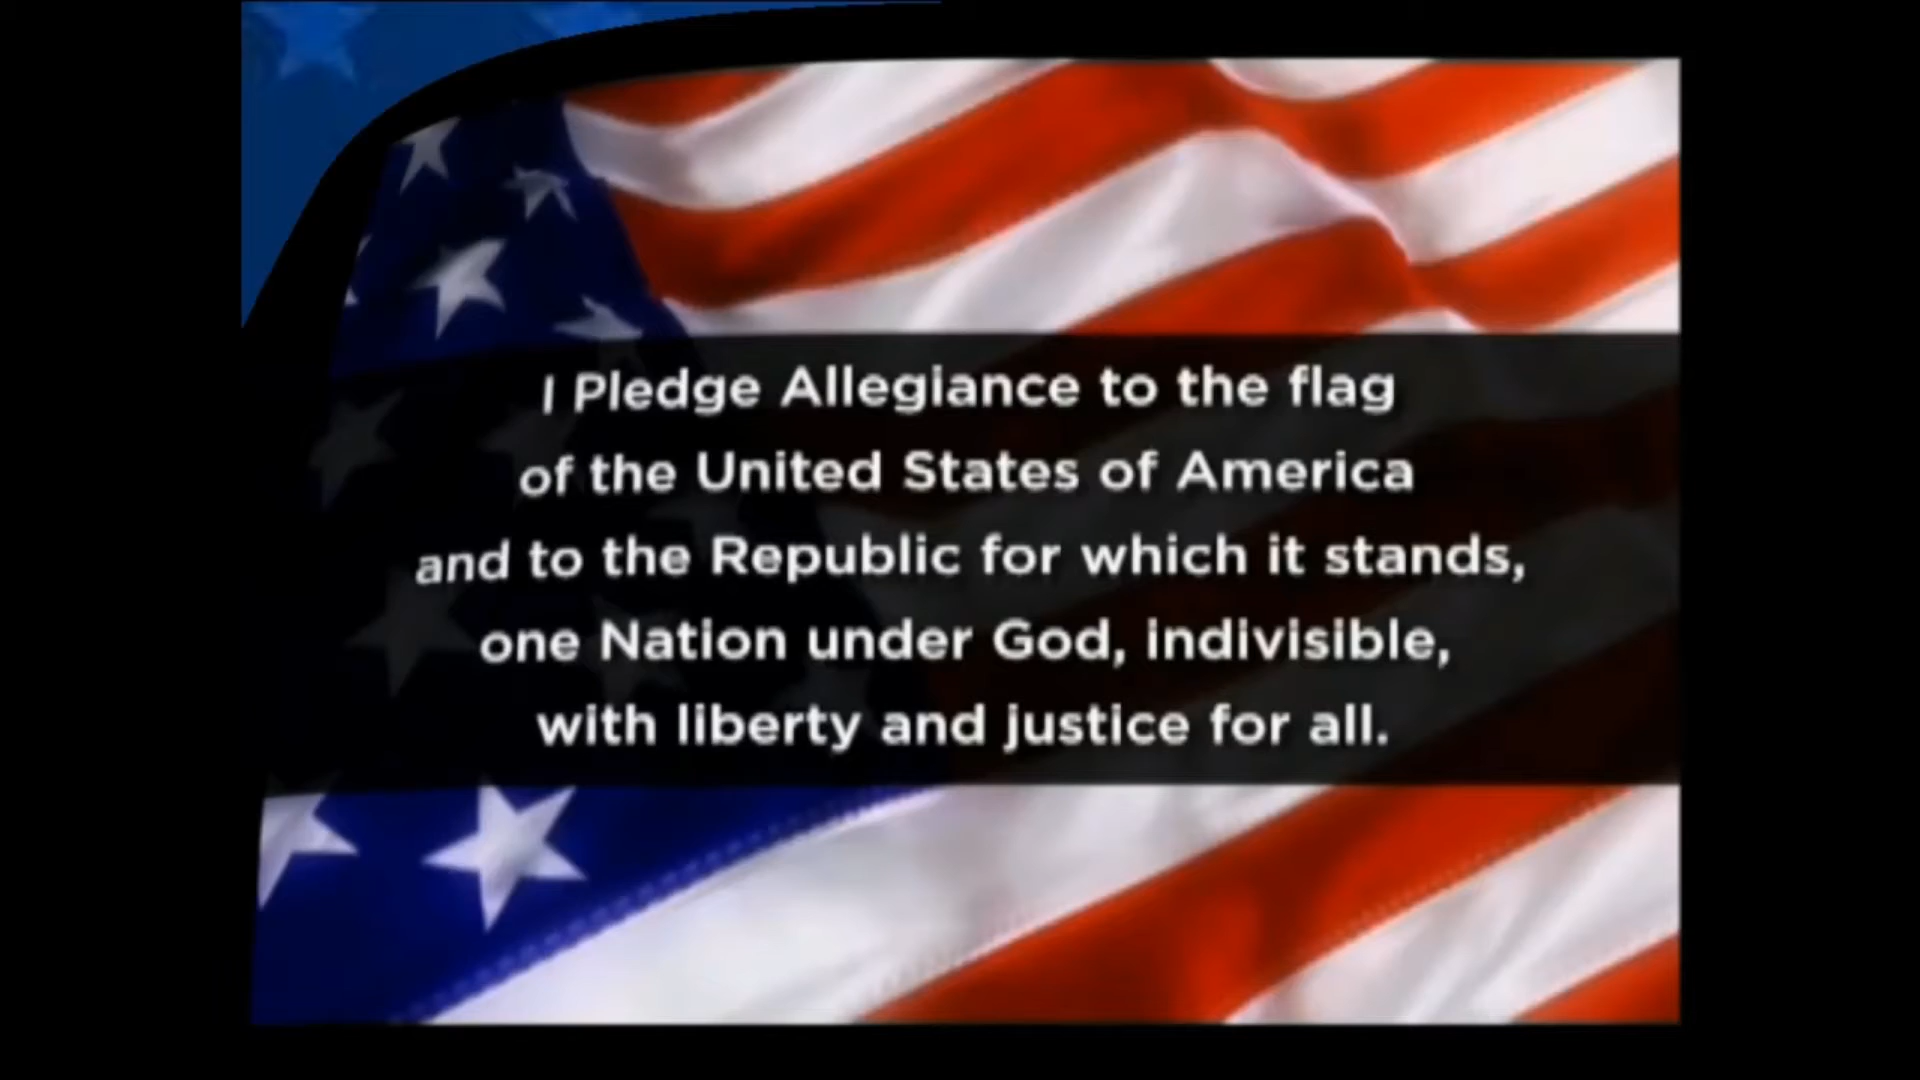 I Pledge Allegiance to the flag
of the United States of America
and to the Republic for which it stands,
one Nation under God, indivisible,
with liberty and justice for all.